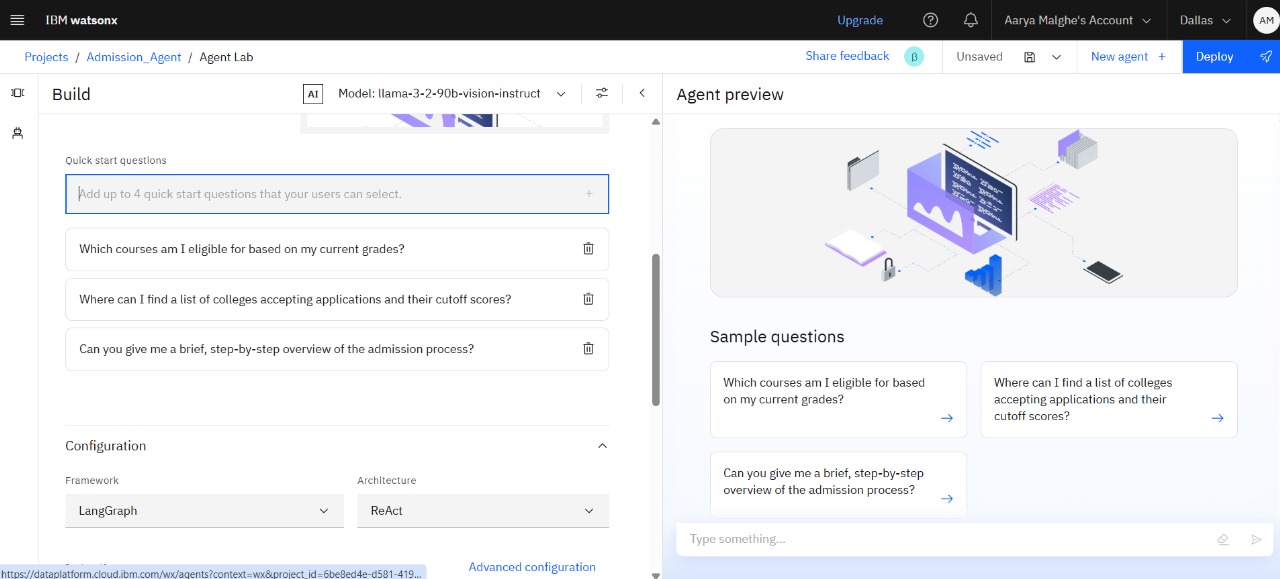 IBM watsonx
Upgrade
Aarya Malghe's Account
Dallas
AM
Projects / Admission_Agent / Agent Lab
Share feedback
β
Unsaved
New agent +
Deploy
Build
AI
Model: llama-3-2-90b-vision-instruct
Agent preview
Quick start questions
Add up to 4 quick start questions that your users can select.
Which courses am I eligible for based on my current grades?
Where can I find a list of colleges accepting applications and their cutoff scores?
Can you give me a brief, step-by-step overview of the admission process?
Configuration
Framework
Architecture
LangGraph
ReAct
Advanced configuration
https://dataplatform.cloud.ibm.com/wx/agents?context=wx&project_id=6be8ed4e-d581-419...
Sample questions
Which courses am I eligible for based
on my current grades?
Where can I find a list of colleges
accepting applications and their
cutoff scores?
Can you give me a brief, step-by-step
overview of the admission process?
Type something...